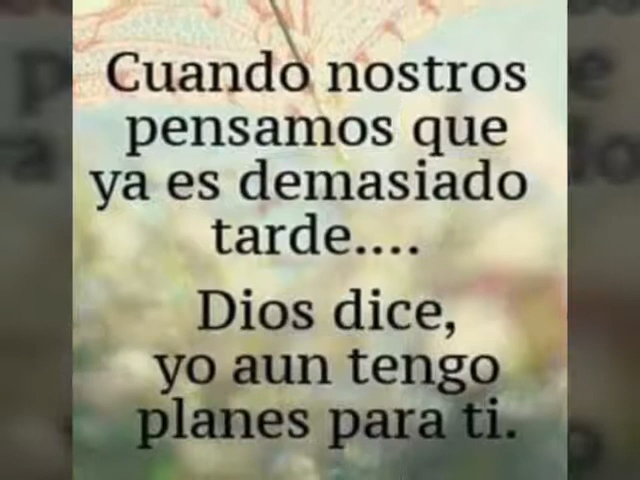 Cuando nostros
pensamos que
ya es demasiado
tarde....
Dios dice,
yo aun tengo
planes para ti.